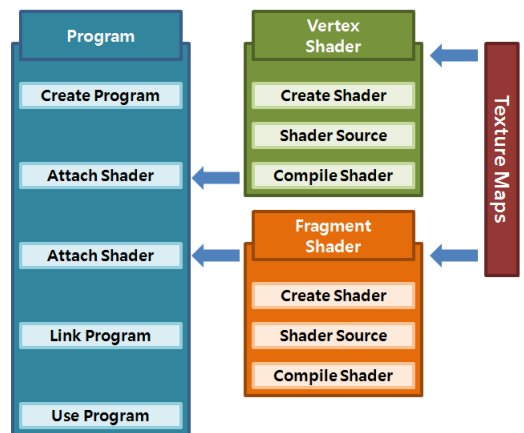 Program
Create Program
Attach Shader
Attach Shader
Link Program
Use Program
Vertex
Shader
Create Shader
Shader Source
Compile Shader
Fragment
Shader
Create Shader
Shader Source
Compile Shader
Texture Maps